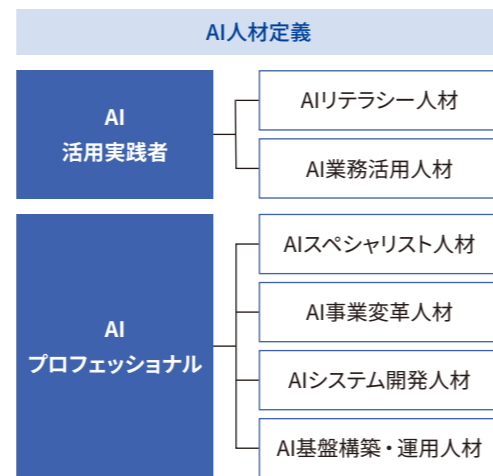 AI人材定義
AI
活用実践者
AIリテラシー人材
AI業務活用人材
AI
プロフェッショナル
AIスペシャリスト人材
AI事業変革人材
AIシステム開発人材
AI基盤構築・運用人材